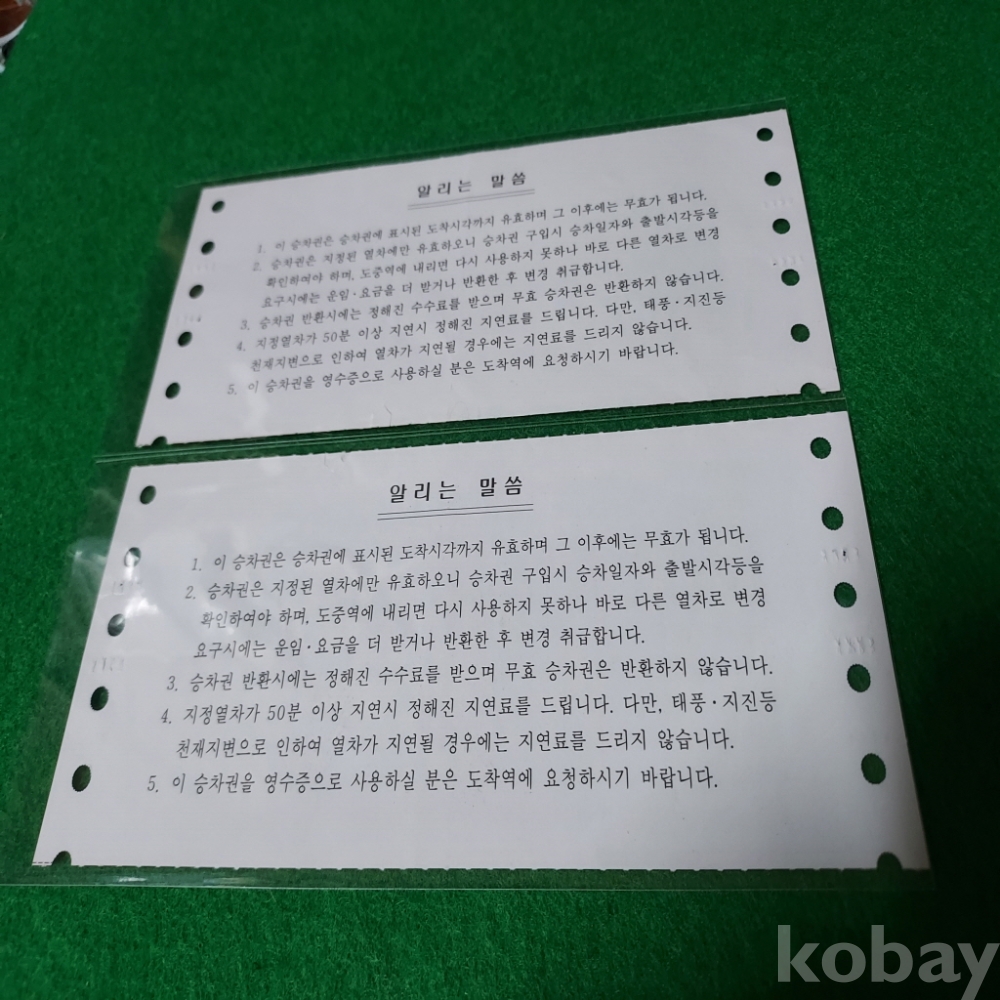 알리는 말씀
1. 이 승차권은 승차권에 표시된 도착시각까지 유효하며 그 이후에는 무효가 됩니다.
2. 승차권은 지정된 열차에만 유효하오니 승차권 구입시 승차일자와 출발시각등을
확인하여야 하며, 도중역에 내리면 다시 사용하지 못하나 바로 다른 열차로 변경
요구시에는 운임·요금을 더 받거나 반환한 후 변경 취급합니다.
3. 승차권 반환시에는 정해진 수수료를 받으며 무효 승차권은 반환하지 않습니다.
4. 지정열차가 50분 이상 지연시 정해진 지연료를 드립니다. 다만, 태풍·지진등
천재지변으로 인하여 열차가 지연될 경우에는 지연료를 드리지 않습니다.
5. 이 승차권을 영수증으로 사용하실 분은 도착역에 요청하시기 바랍니다.
알리는 말씀
1. 이 승차권은 승차권에 표시된 도착시각까지 유효하며 그 이후에는 무효가 됩니다.
2. 승차권은 지정된 열차에만 유효하오니 승차권 구입시 승차일자와 출발시각등을
확인하여야 하며, 도중역에 내리면 다시 사용하지 못하나 바로 다른 열차로 변경
요구시에는 운임·요금을 더 받거나 반환한 후 변경 취급합니다.
3. 승차권 반환시에는 정해진 수수료를 받으며 무효 승차권은 반환하지 않습니다.
4. 지정열차가 50분 이상 지연시 정해진 지연료를 드립니다. 다만, 태풍·지진등
천재지변으로 인하여 열차가 지연될 경우에는 지연료를 드리지 않습니다.
5. 이 승차권을 영수증으로 사용하실 분은 도착역에 요청하시기 바랍니다.
kobay